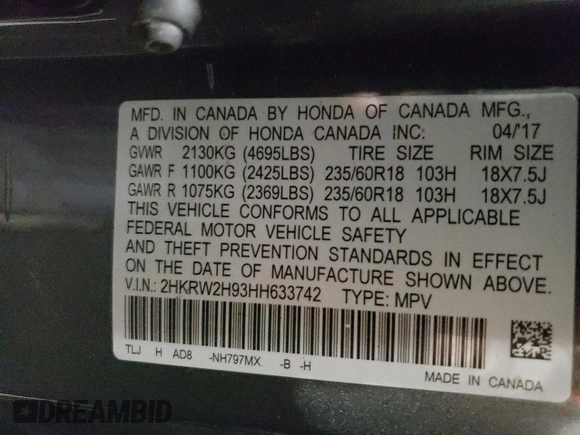 MFD. IN CANADA BY HONDA OF CANADA MFG.,
A DIVISION OF HONDA CANADA INC: 04/'17
GVWR 2130KG (4695LBS) TIRE SIZE RIM SIZE
GAWR F 1100KG (2425LBS) 235/60R18 103H 18X7.5J
GAWR R 1075KG (2369LBS) 235/60R18 103H 18X7.5J
THIS VEHICLE CONFORMS TO ALL APPLICABLE
FEDERAL MOTOR VEHICLE SAFETY
AND THEFT PREVENTION STANDARDS IN EFFECT
ON THE DATE OF MANUFACTURE SHOWN ABOVE.
V.I.N.: 2HKRW2H93HH633742 TYPE: MPV
TLJ H AD8 -NH797MX -B -H
MADE IN CANADA
DREAMBID